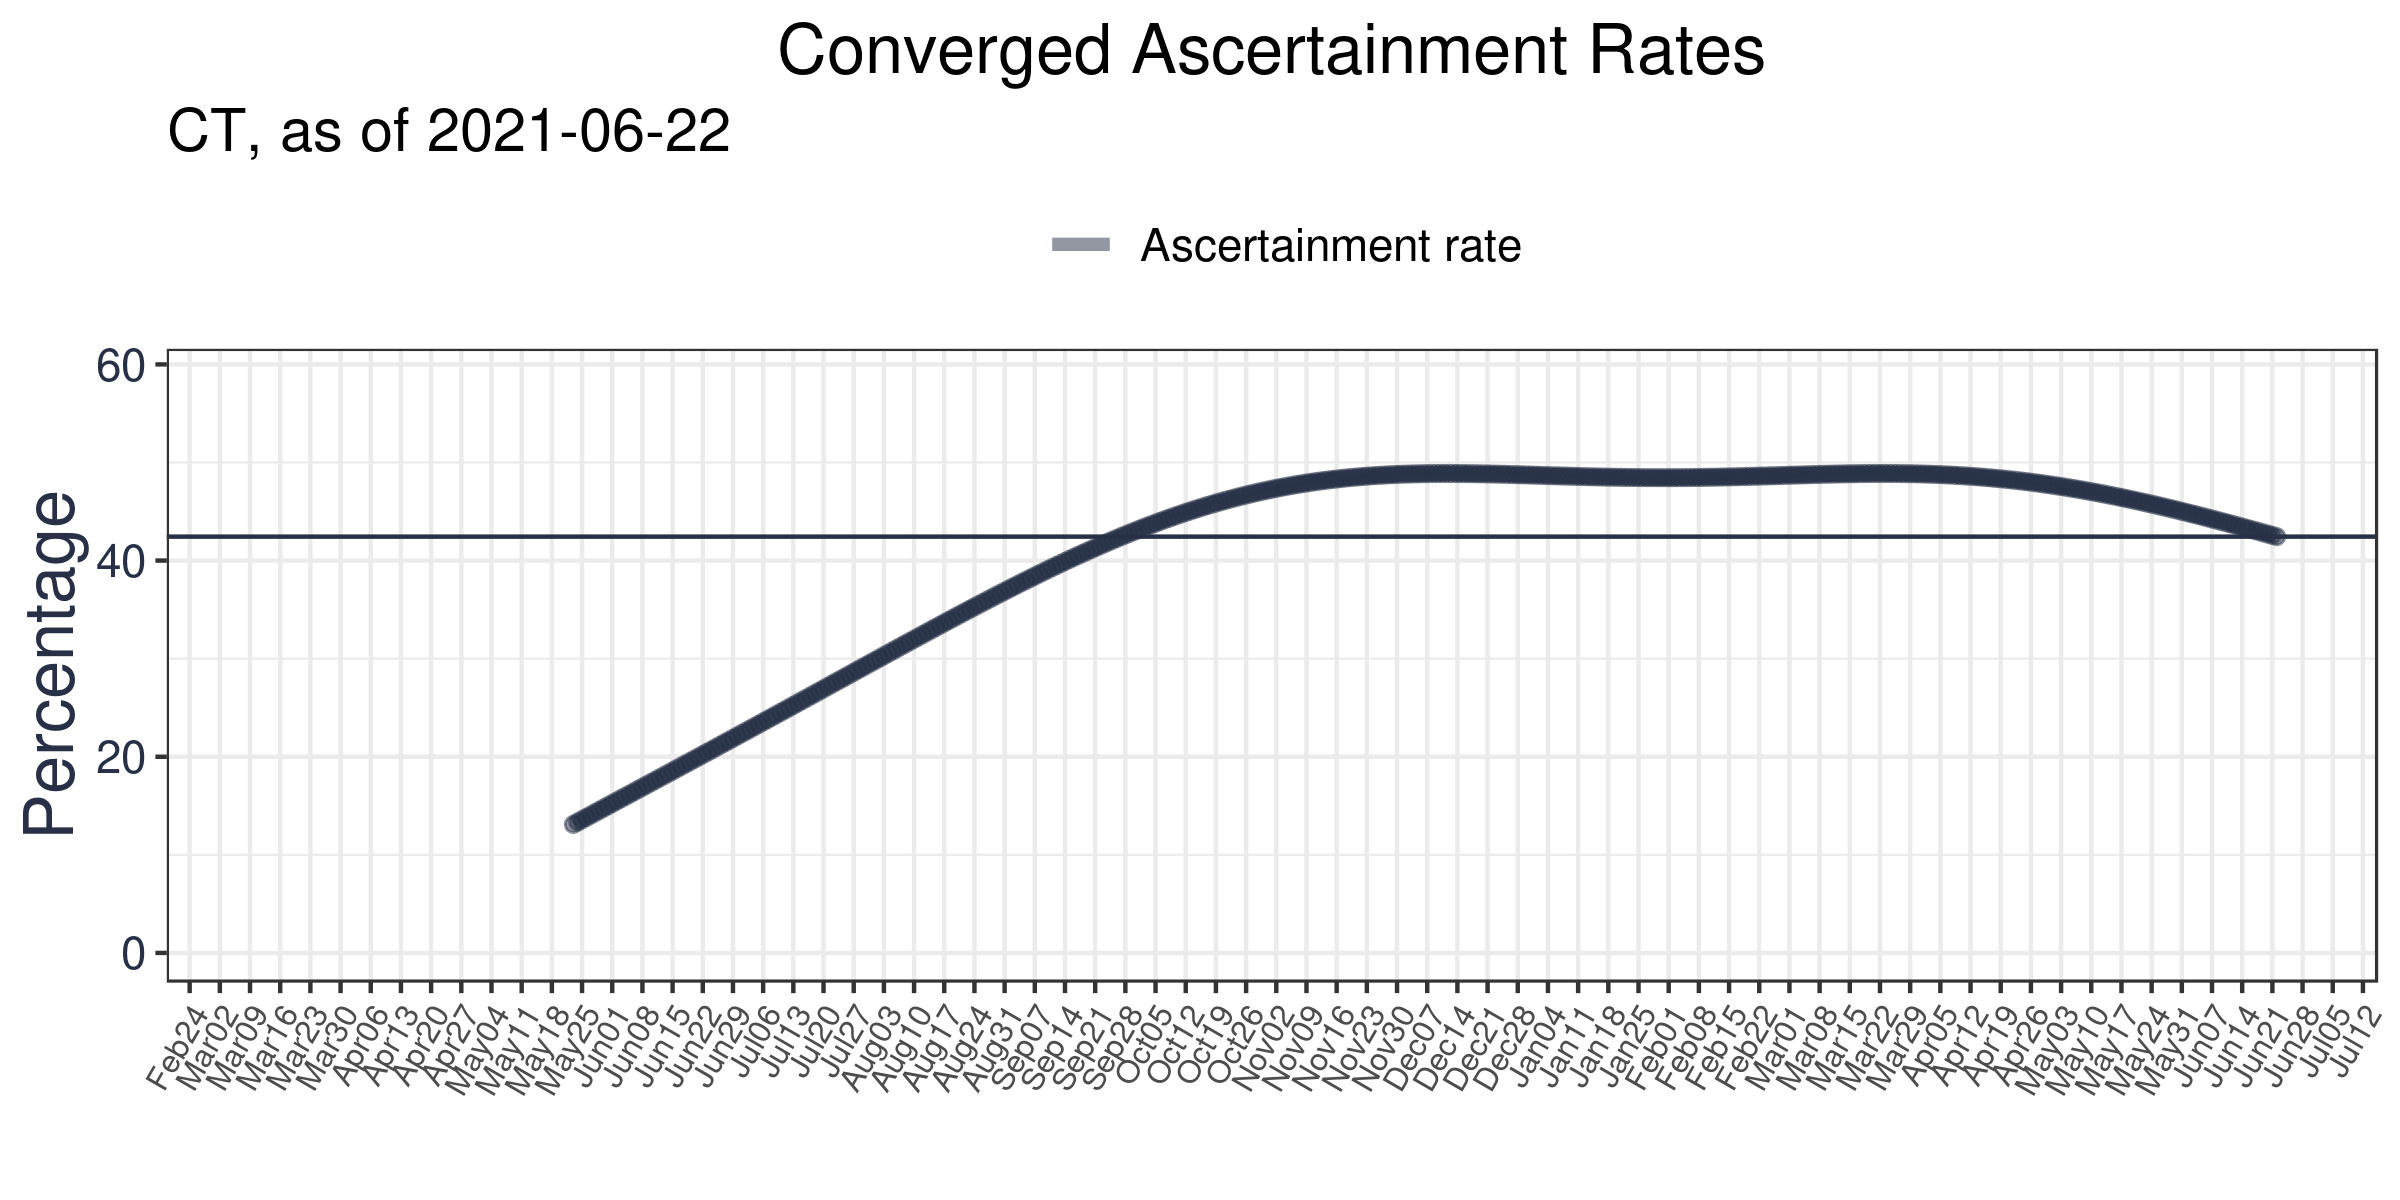 Converged Ascertainment Rates
CT, as of 2021-06-22
Ascertainment rate
Percentage
60
40
20
0
Feb24
Mar02
Mar09
Mar16
Mar23
Mar30
Apr06
Apr13
Apr20
Apr27
May04
May11
May18
May25
Jun01
Jun08
Jun15
Jun22
Jun29
Jul06
Jul13
Jul20
Jul27
Aug03
Aug10
Aug17
Aug24
Aug31
Sep07
Sep14
Sep21
Sep28
Oct05
Oct12
Oct19
Oct26
Nov02
Nov09
Nov16
Nov23
Nov30
Dec07
Dec14
Dec21
Dec28
Jan04
Jan11
Jan18
Jan25
Feb01
Feb08
Feb15
Feb22
Mar01
Mar08
Mar15
Mar22
Mar29
Apr05
Apr12
Apr19
Apr26
May03
May10
May17
May24
May31
Jun07
Jun14
Jun21
Jun28
Jul05
Jul12